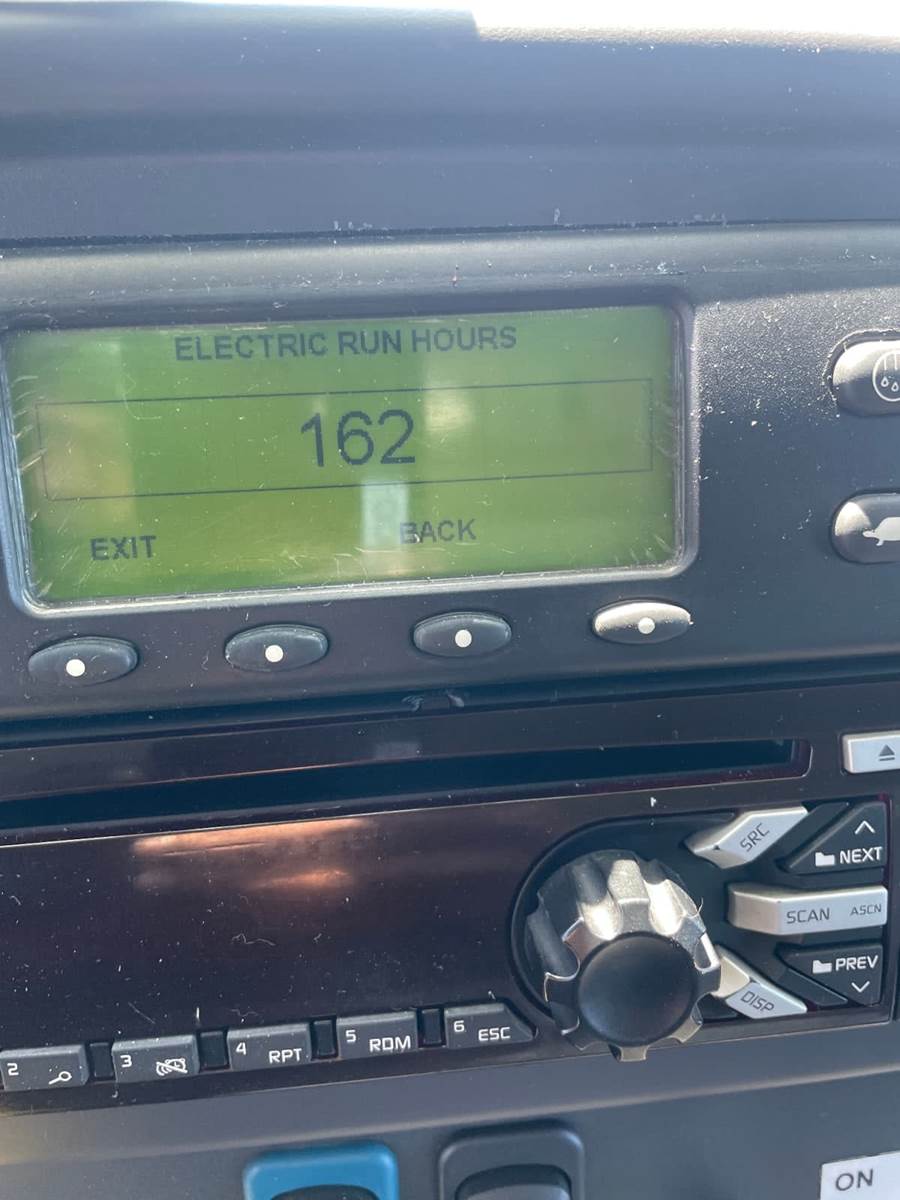 ELECTRIC RUN HOURS
162
EXIT BACK
SRC
NEXT
SCAN ASCN
PREV
DISP
2 3 4 RPT 5 RDM 6 ESC
ON